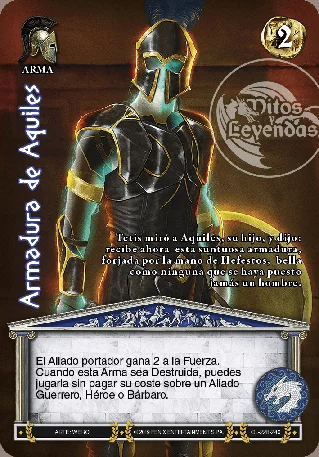 2
ARMA
Mitos y
Leyendas
Armadura de Aquiles
Tetis miró a Aquiles, su hijo, y dijo:
recibe ahora esta suntuosa armadura,
forjada por la mano de Hefestos, bella
como ninguna que se haya puesto
jamás un hombre.
El Aliado portador gana 2 a la Fuerza.
Cuando esta Arma sea Destruida, puedes
jugarla sin pagar su coste sobre un Aliado
Guerrero, Héroe o Bárbaro.